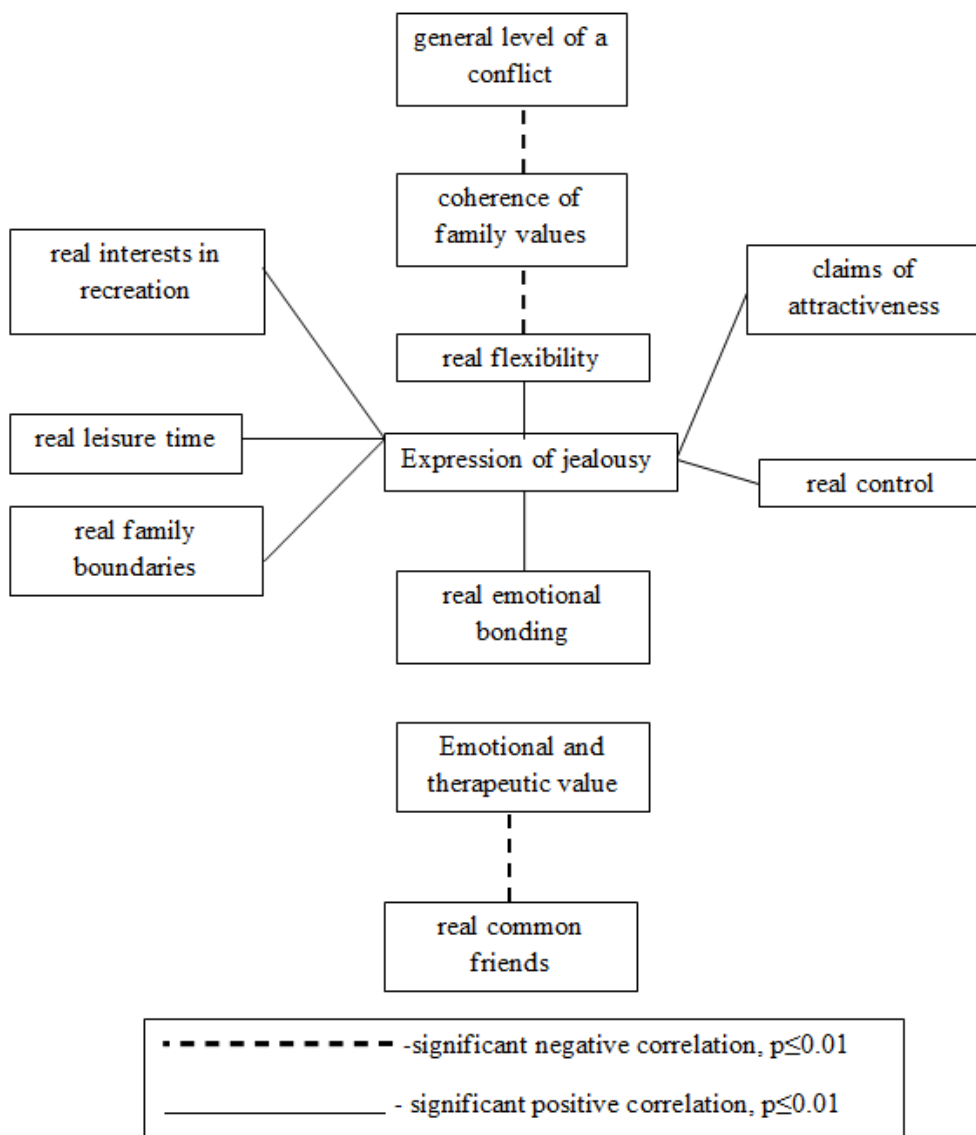 general level of a
conflict
coherence of
family values
real interests in
recreation
claims of
attractiveness
real flexibility
real leisure time
Expression of jealousy
real control
real family
boundaries
real emotional
bonding
Emotional and
therapeutic value
real common
friends
-significant negative correlation, p≤0.01
- significant positive correlation, p≤0.01